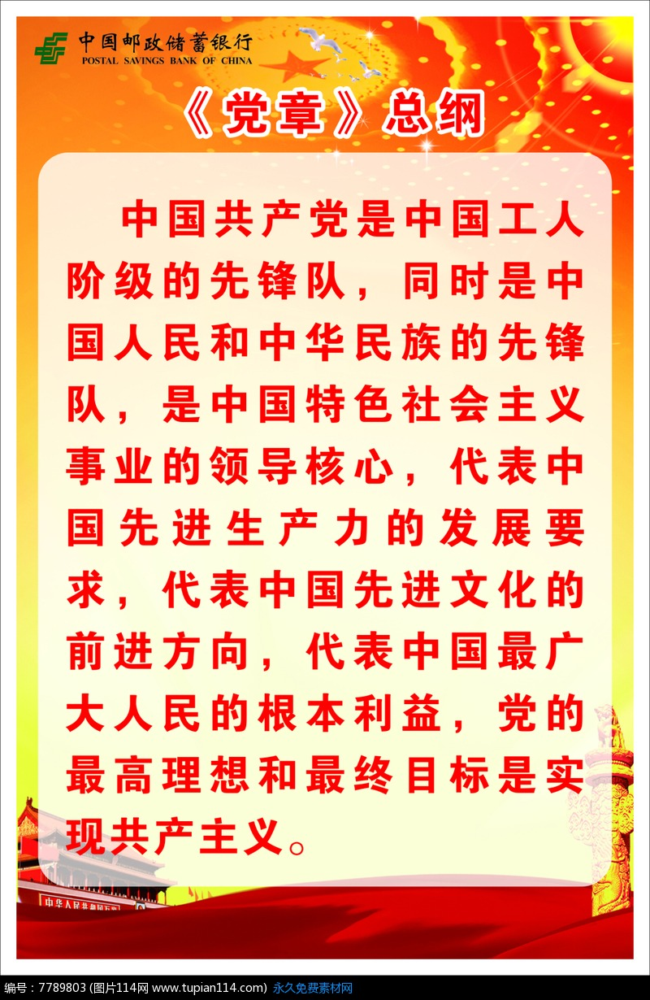 中国邮政储蓄银行
POSTAL SAVINGS BANK OF CHINA
《党章》总纲
中国共产党是中国工人
阶级的先锋队，同时是中
国人民和中华民族的先锋
队，是中国特色社会主义
事业的领导核心，代表中
国先进生产力的发展要
求，代表中国先进文化的
前进方向，代表中国最广
大人民的根本利益，党的
最高理想和最终目标是实
现共产主义。
中华人民共和国万岁
编号：7789803 (图片114网 www.tupian114.com) 永久免费素材网